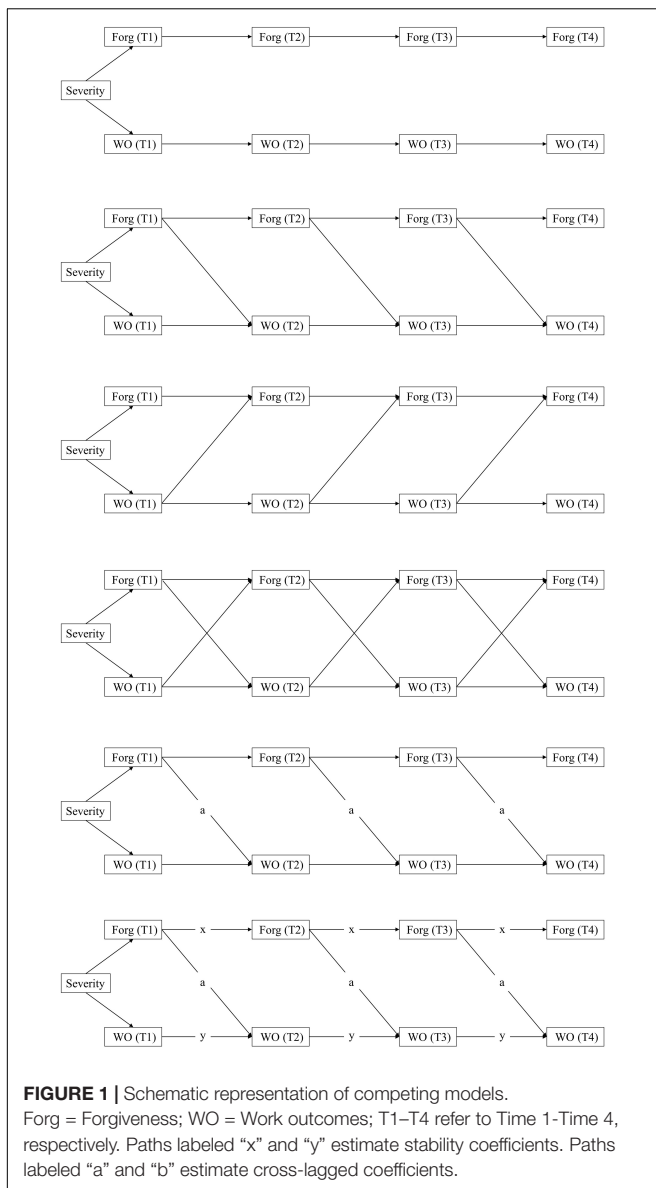 Forg (T1) Forg (T2) Forg (T3) Forg (T4)
Severity
WO (T1) WO (T2) WO (T3) WO (T4)
Forg (T1) Forg (T2) Forg (T3) Forg (T4)
Severity
WO (T1) WO (T2) WO (T3) WO (T4)
Forg (T1) Forg (T2) Forg (T3) Forg (T4)
Severity
WO (T1) WO (T2) WO (T3) WO (T4)
Forg (T1) Forg (T2) Forg (T3) Forg (T4)
Severity
WO (T1) WO (T2) WO (T3) WO (T4)
Forg (T1) Forg (T2) Forg (T3) Forg (T4)
Severity a a a
WO (T1) WO (T2) WO (T3) WO (T4)
Forg (T1) x Forg (T2) x Forg (T3) x Forg (T4)
Severity a a a
WO (T1) y WO (T2) y WO (T3) y WO (T4)
FIGURE 1 | Schematic representation of competing models.
Forg = Forgiveness; WO = Work outcomes; T1–T4 refer to Time 1-Time 4,
respectively. Paths labeled “x” and “y” estimate stability coefficients. Paths
labeled “a” and “b” estimate cross-lagged coefficients.